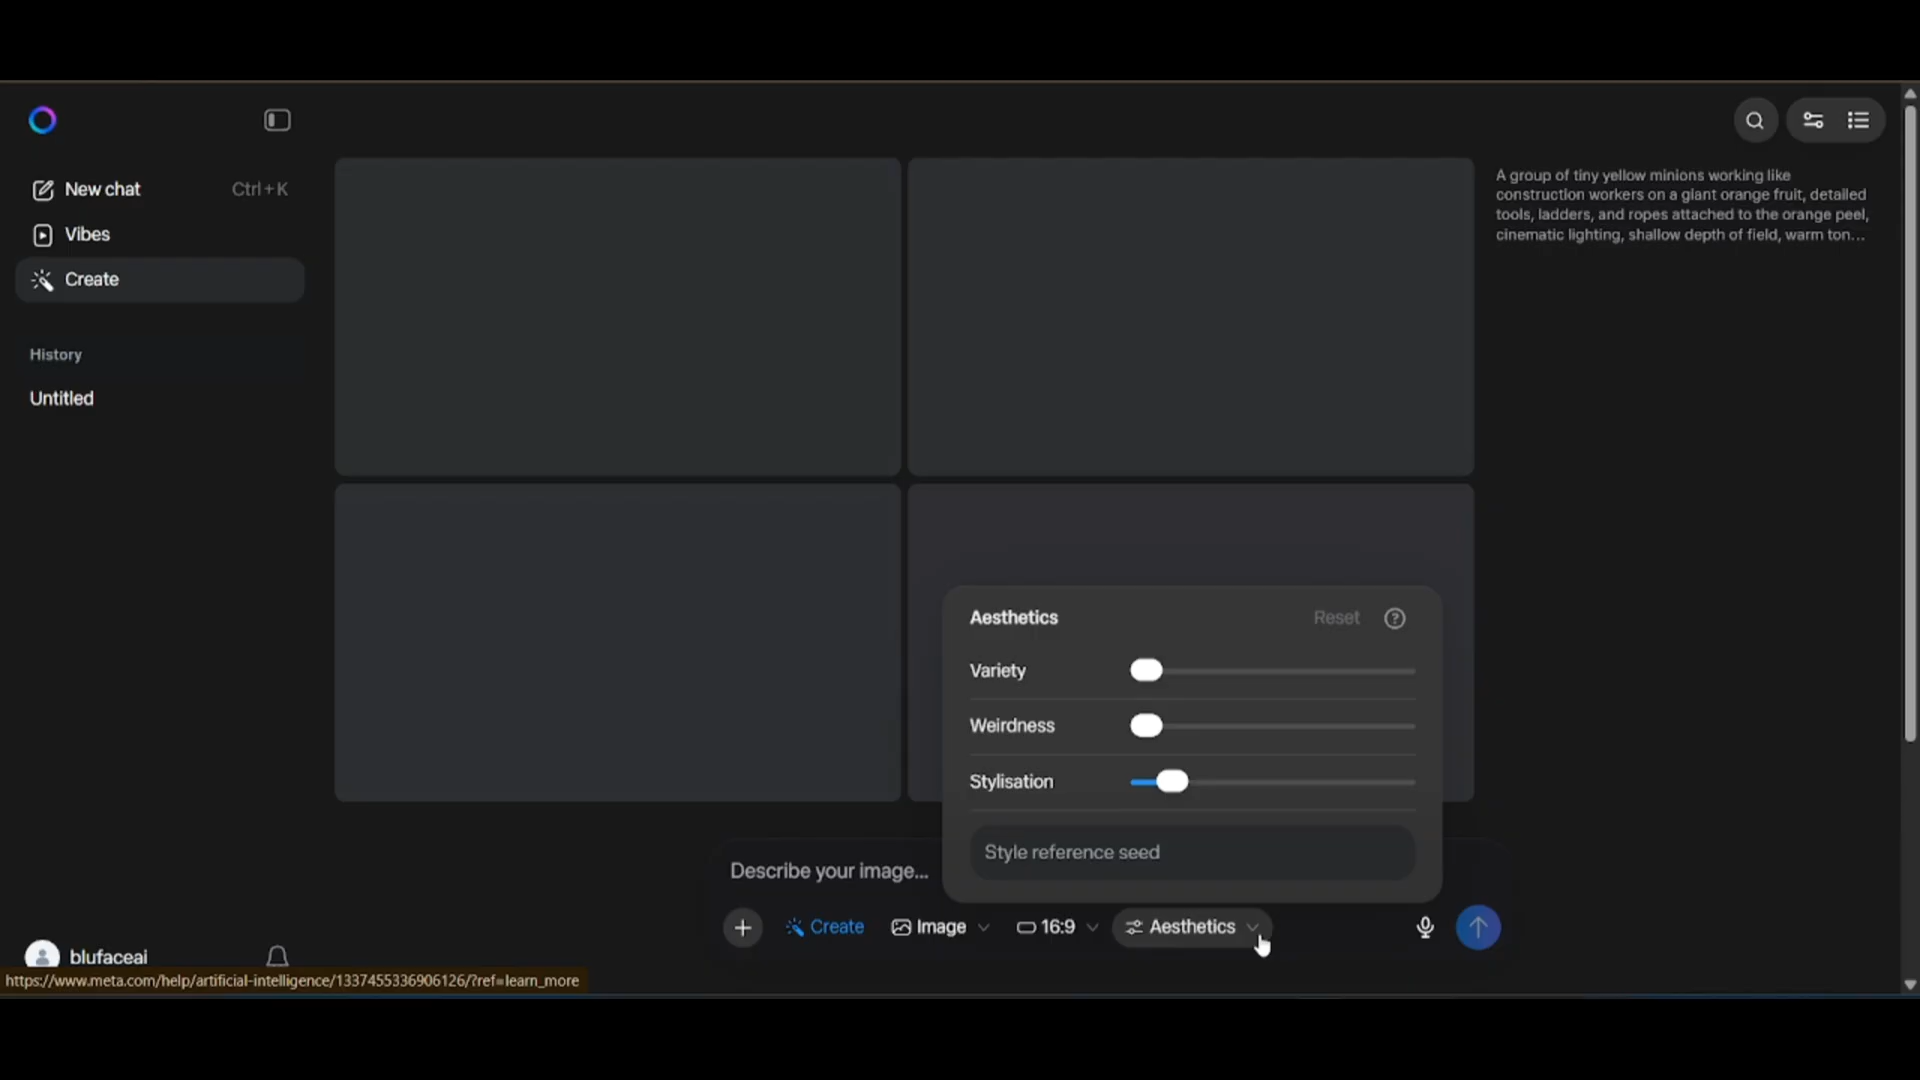 New chat Ctrl+K
Vibes
Create
History
Untitled
A group of tiny yellow minions working like
construction workers on a giant orange fruit, detailed
tools, ladders, and ropes attached to the orange peel,
cinematic lighting, shallow depth of field, warm ton...
Aesthetics Reset ?
Variety
Weirdness
Stylisation
Style reference seed
Describe your image...
+ Create Image 16:9 Aesthetics
blufaceai
https://www.meta.com/help/artificial-intelligence/1337455336906126/?ref=learn_more